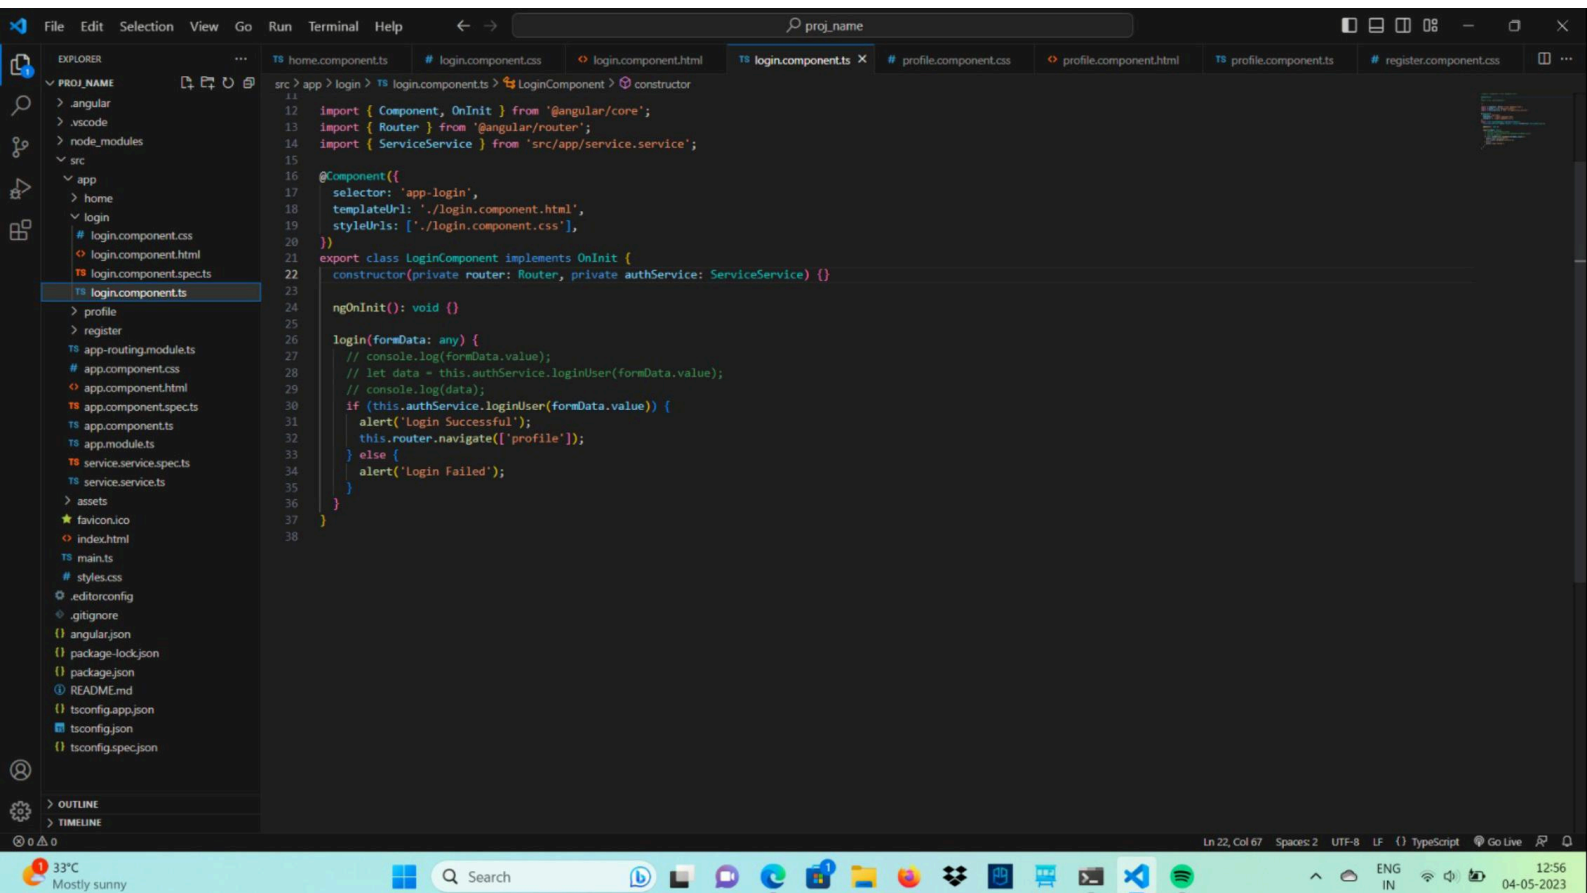 File Edit Selection View Go Run Terminal Help
proj_name
EXPLORER
PROJ_NAME
.angular
.vscode
node_modules
src
app
home
login
login.component.css
login.component.html
login.component.spec.ts
login.component.ts
profile
register
app-routing.module.ts
app.component.css
app.component.html
app.component.spec.ts
app.component.ts
app.module.ts
service.service.spec.ts
service.service.ts
assets
favicon.ico
index.html
main.ts
styles.css
.editorconfig
.gitignore
angular.json
package-lock.json
package.json
README.md
tsconfig.app.json
tsconfig.json
tsconfig.spec.json
OUTLINE
TIMELINE
TS home.component.ts # login.component.css <> login.component.html TS login.component.ts # profile.component.css <> profile.component.html TS profile.component.ts # register.component.css
src > app > login > TS login.component.ts > LoginComponent > constructor
11
12 import { Component, OnInit } from '@angular/core';
13 import { Router } from '@angular/router';
14 import { ServiceService } from 'src/app/service.service';
15
16 @Component({
17 selector: 'app-login',
18 templateUrl: './login.component.html',
19 styleUrls: ['./login.component.css'],
20 })
21 export class LoginComponent implements OnInit {
22 constructor(private router: Router, private authService: ServiceService) {}
23
24 ngOnInit(): void {}
25
26 login(formData: any) {
27 // console.log(formData.value);
28 // let data = this.authService.loginUser(formData.value);
29 // console.log(data);
30 if (this.authService.loginUser(formData.value)) {
31 alert('Login Successful');
32 this.router.navigate(['profile']);
33 } else {
34 alert('Login Failed');
35 }
36 }
37 }
38
0 0
Ln 22, Col 67 Spaces: 2 UTF-8 LF {} TypeScript Go Live
1
33°C
Mostly sunny
Search
1
ENG
IN
12:56
04-05-2023